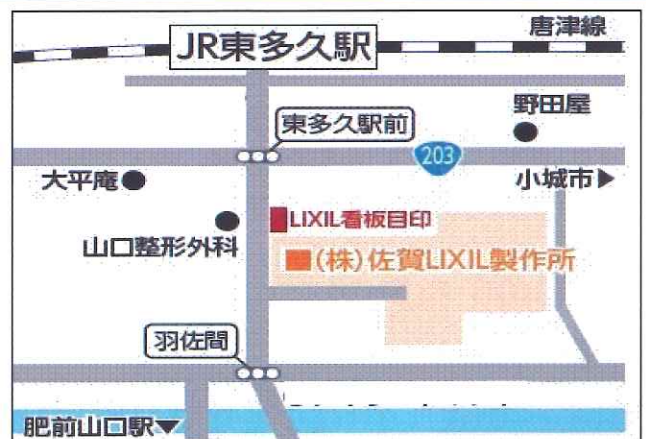 唐津線
JR東多久駅
野田屋
東多久駅前
203
大平庵
小城市▶
LIXIL看板目印
山口整形外科
(株)佐賀LIXIL製作所
羽佐間
肥前山口駅▼